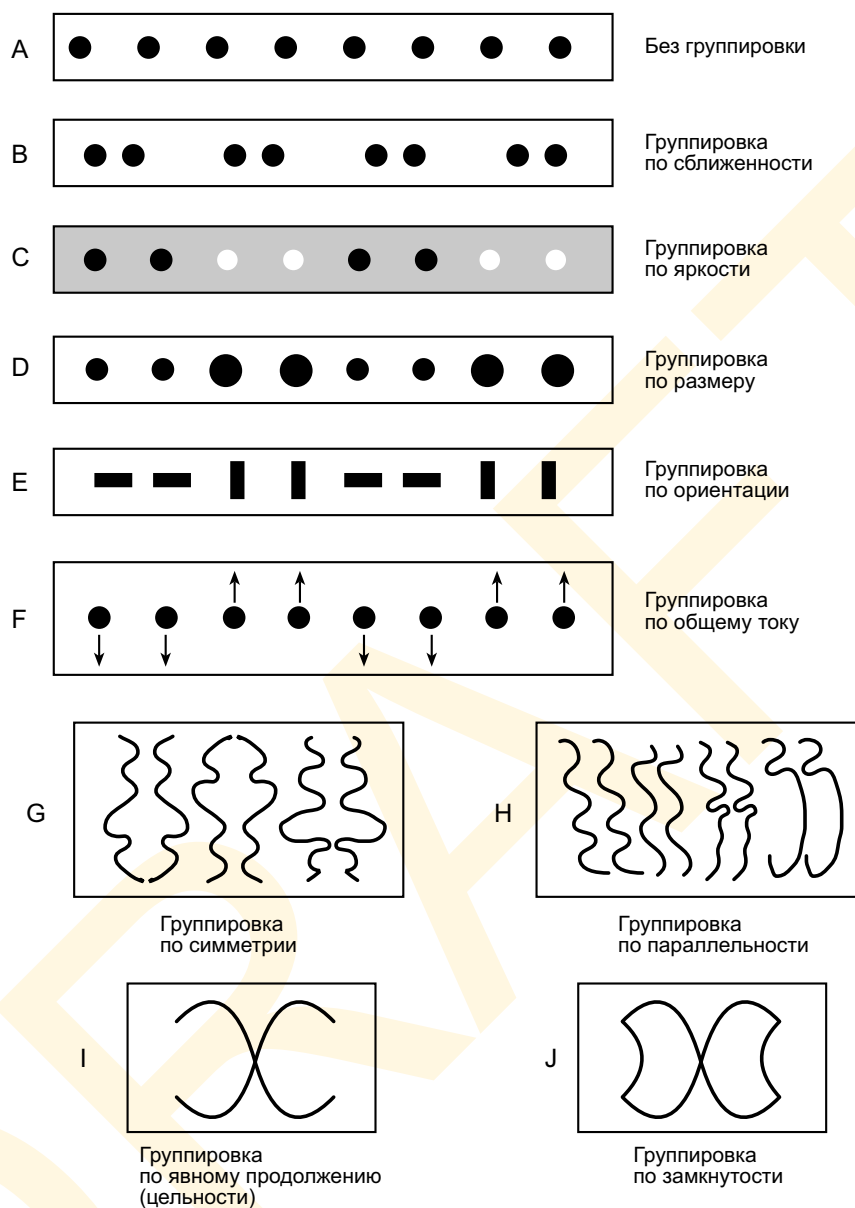 A
Без группировки
B
Группировка
по сближенности
C
Группировка
по яркости
D
Группировка
по размеру
E
Группировка
по ориентации
F
Группировка
по общему току
G
H
Группировка
по симметрии
Группировка
по параллельности
I
J
Группировка
по явному продолжению
(цельности)
Группировка
по замкнутости
DRAFT